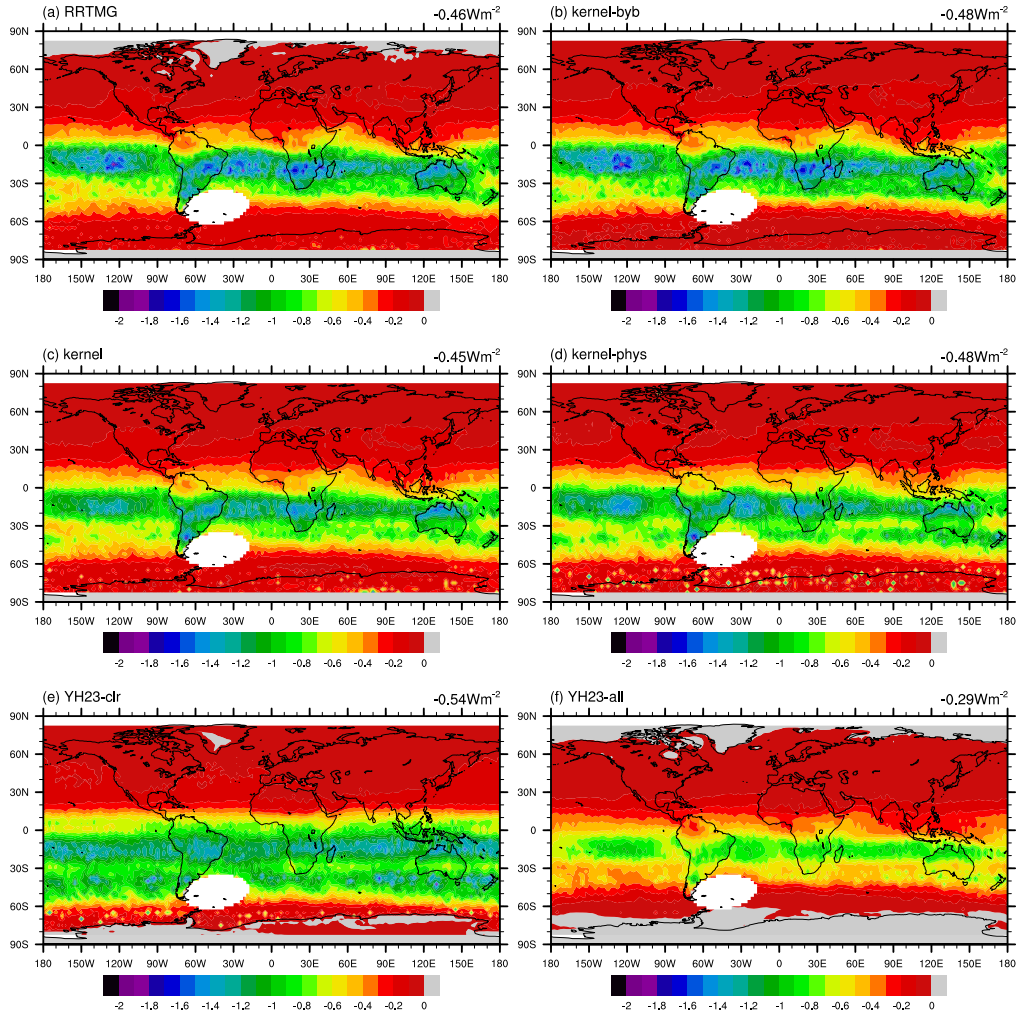 (a) RRTMG -0.46Wm⁻² (b) kernel-byb -0.48Wm⁻²
90N 90N
60N 60N
30N 30N
0 0
30S 30S
60S 60S
90S 90S
180 150W 120W 90W 60W 30W 0 30E 60E 90E 120E 150E 180 180 150W 120W 90W 60W 30W 0 30E 60E 90E 120E 150E 180
-2 -1.8 -1.6 -1.4 -1.2 -1 -0.8 -0.6 -0.4 -0.2 0 -2 -1.8 -1.6 -1.4 -1.2 -1 -0.8 -0.6 -0.4 -0.2 0
(c) kernel -0.45Wm⁻² (d) kernel-phys -0.48Wm⁻²
90N 90N
60N 60N
30N 30N
0 0
30S 30S
60S 60S
90S 90S
180 150W 120W 90W 60W 30W 0 30E 60E 90E 120E 150E 180 180 150W 120W 90W 60W 30W 0 30E 60E 90E 120E 150E 180
-2 -1.8 -1.6 -1.4 -1.2 -1 -0.8 -0.6 -0.4 -0.2 0 -2 -1.8 -1.6 -1.4 -1.2 -1 -0.8 -0.6 -0.4 -0.2 0
(e) YH23-clr -0.54Wm⁻² (f) YH23-all -0.29Wm⁻²
90N 90N
60N 60N
30N 30N
0 0
30S 30S
60S 60S
90S 90S
180 150W 120W 90W 60W 30W 0 30E 60E 90E 120E 150E 180 180 150W 120W 90W 60W 30W 0 30E 60E 90E 120E 150E 180
-2 -1.8 -1.6 -1.4 -1.2 -1 -0.8 -0.6 -0.4 -0.2 0 -2 -1.8 -1.6 -1.4 -1.2 -1 -0.8 -0.6 -0.4 -0.2 0